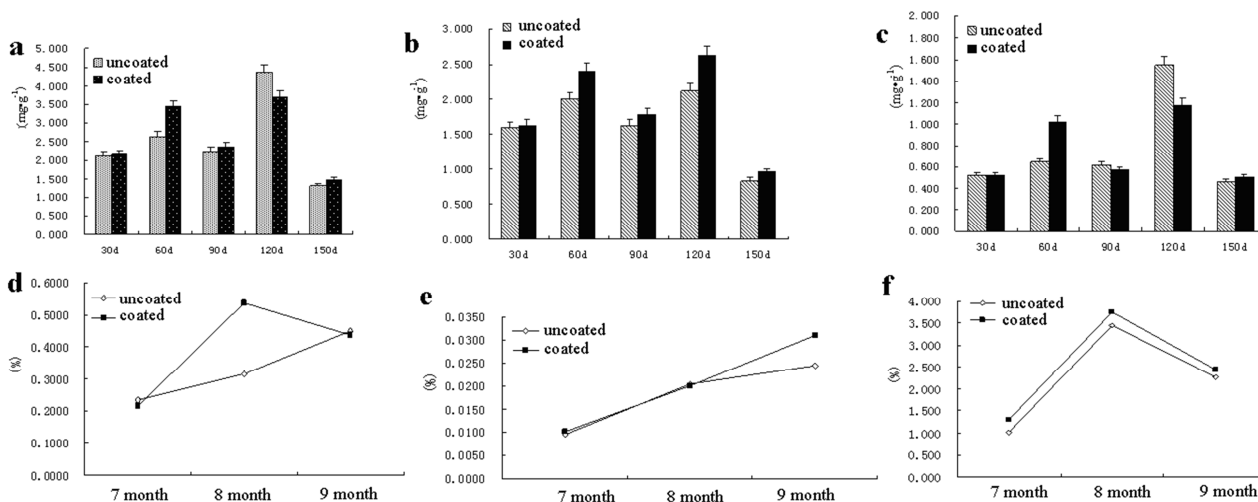 a
uncoated
coated
(mg•g-1)
5.000
4.500
4.000
3.500
3.000
2.500
2.000
1.500
1.000
0.500
0.000
30d 60d 90d 120d 150d
b
uncoated
coated
(mg•g-1)
3.000
2.500
2.000
1.500
1.000
0.500
0.000
30d 60d 90d 120d 150d
c
uncoated
coated
(mg•g-1)
2.000
1.800
1.600
1.400
1.200
1.000
0.800
0.600
0.400
0.200
0.000
30d 60d 90d 120d 150d
d
uncoated
coated
(%)
0.6000
0.5000
0.4000
0.3000
0.2000
0.1000
0.0000
7 month 8 month 9 month
e
uncoated
coated
(%)
0.0350
0.0300
0.0250
0.0200
0.0150
0.0100
0.0050
0.0000
7 month 8 month 9 month
f
uncoated
coated
(%)
4.000
3.500
3.000
2.500
2.000
1.500
1.000
0.500
0.000
7 month 8 month 9 month